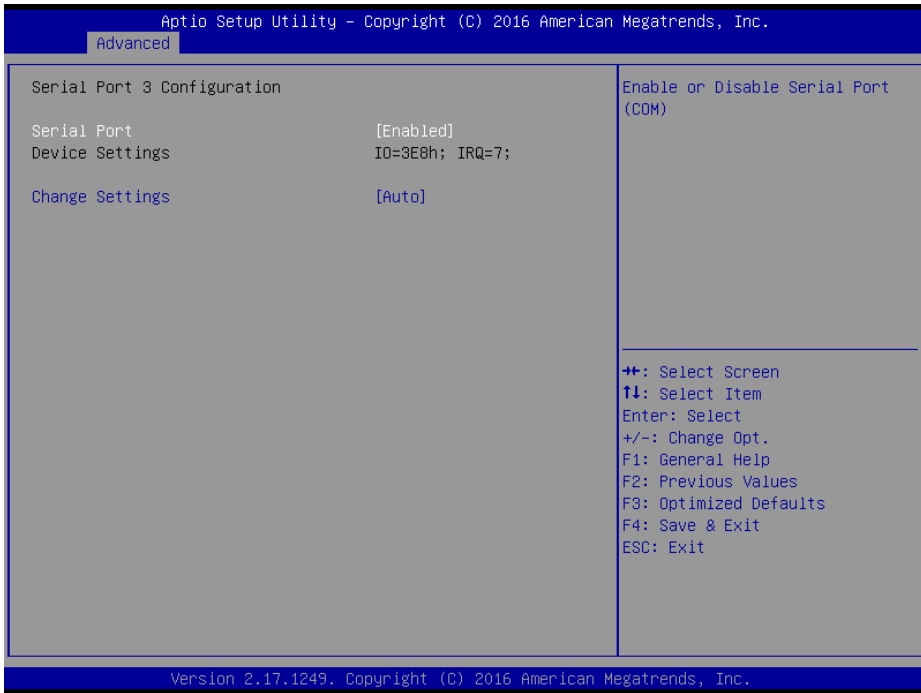 Aptio Setup Utility – Copyright (C) 2016 American Megatrends, Inc.
Advanced
Serial Port 3 Configuration
Serial Port [Enabled]
Device Settings IO=3E8h; IRQ=7;
Change Settings [Auto]
Enable or Disable Serial Port
(COM)
→←: Select Screen
↑↓: Select Item
Enter: Select
+/-: Change Opt.
F1: General Help
F2: Previous Values
F3: Optimized Defaults
F4: Save & Exit
ESC: Exit
Version 2.17.1249. Copyright (C) 2016 American Megatrends, Inc.